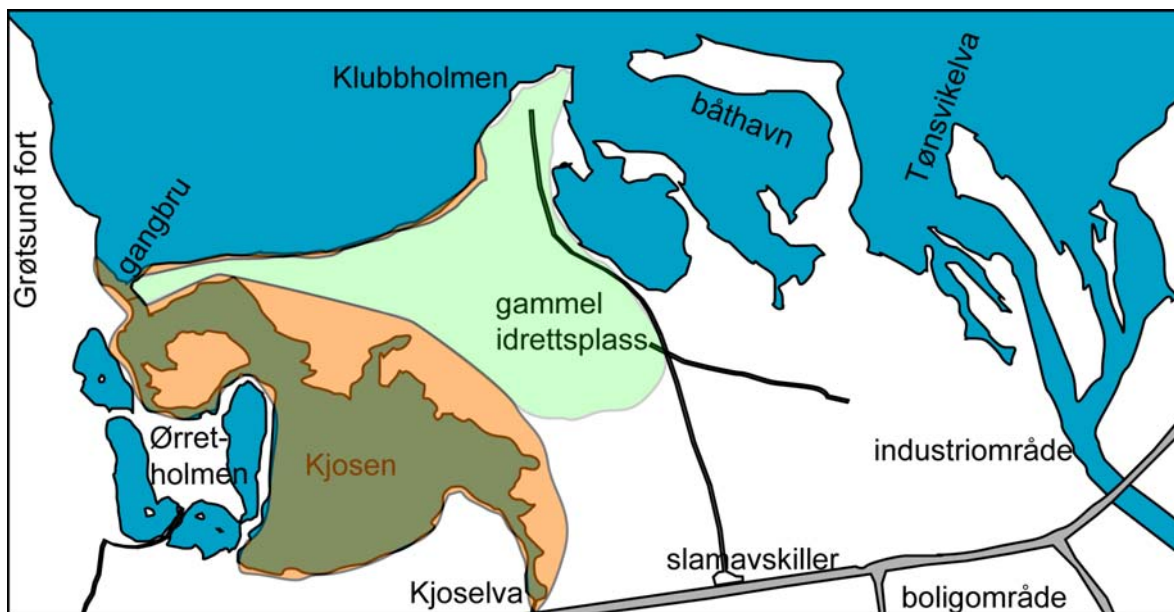 Klubbholmen
båthavn
Tønsvikelva
Grøtsund fort
gangbru
gammel
idrettsplass
Ørret-
holmen
Kjosen
industriområde
slamavskiller
Kjoselva
boligområde